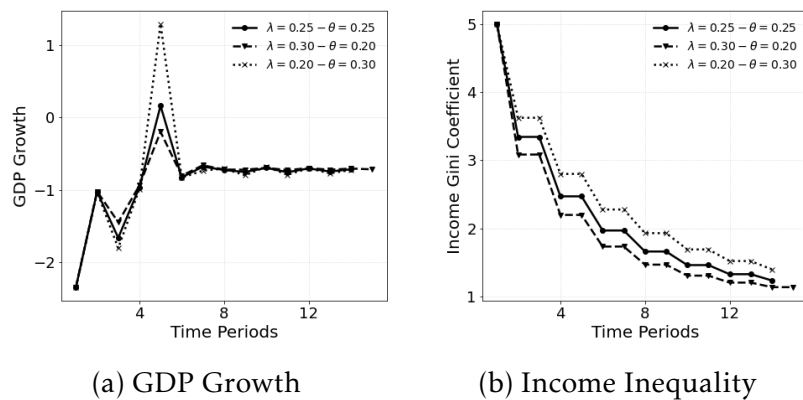 λ = 0.25 − θ = 0.25
λ = 0.30 − θ = 0.20
λ = 0.20 − θ = 0.30
GDP Growth
1
0
−1
−2
4
8
12
Time Periods
(a) GDP Growth
λ = 0.25 − θ = 0.25
λ = 0.30 − θ = 0.20
λ = 0.20 − θ = 0.30
Income Gini Coefficient
5
4
3
2
1
4
8
12
Time Periods
(b) Income Inequality